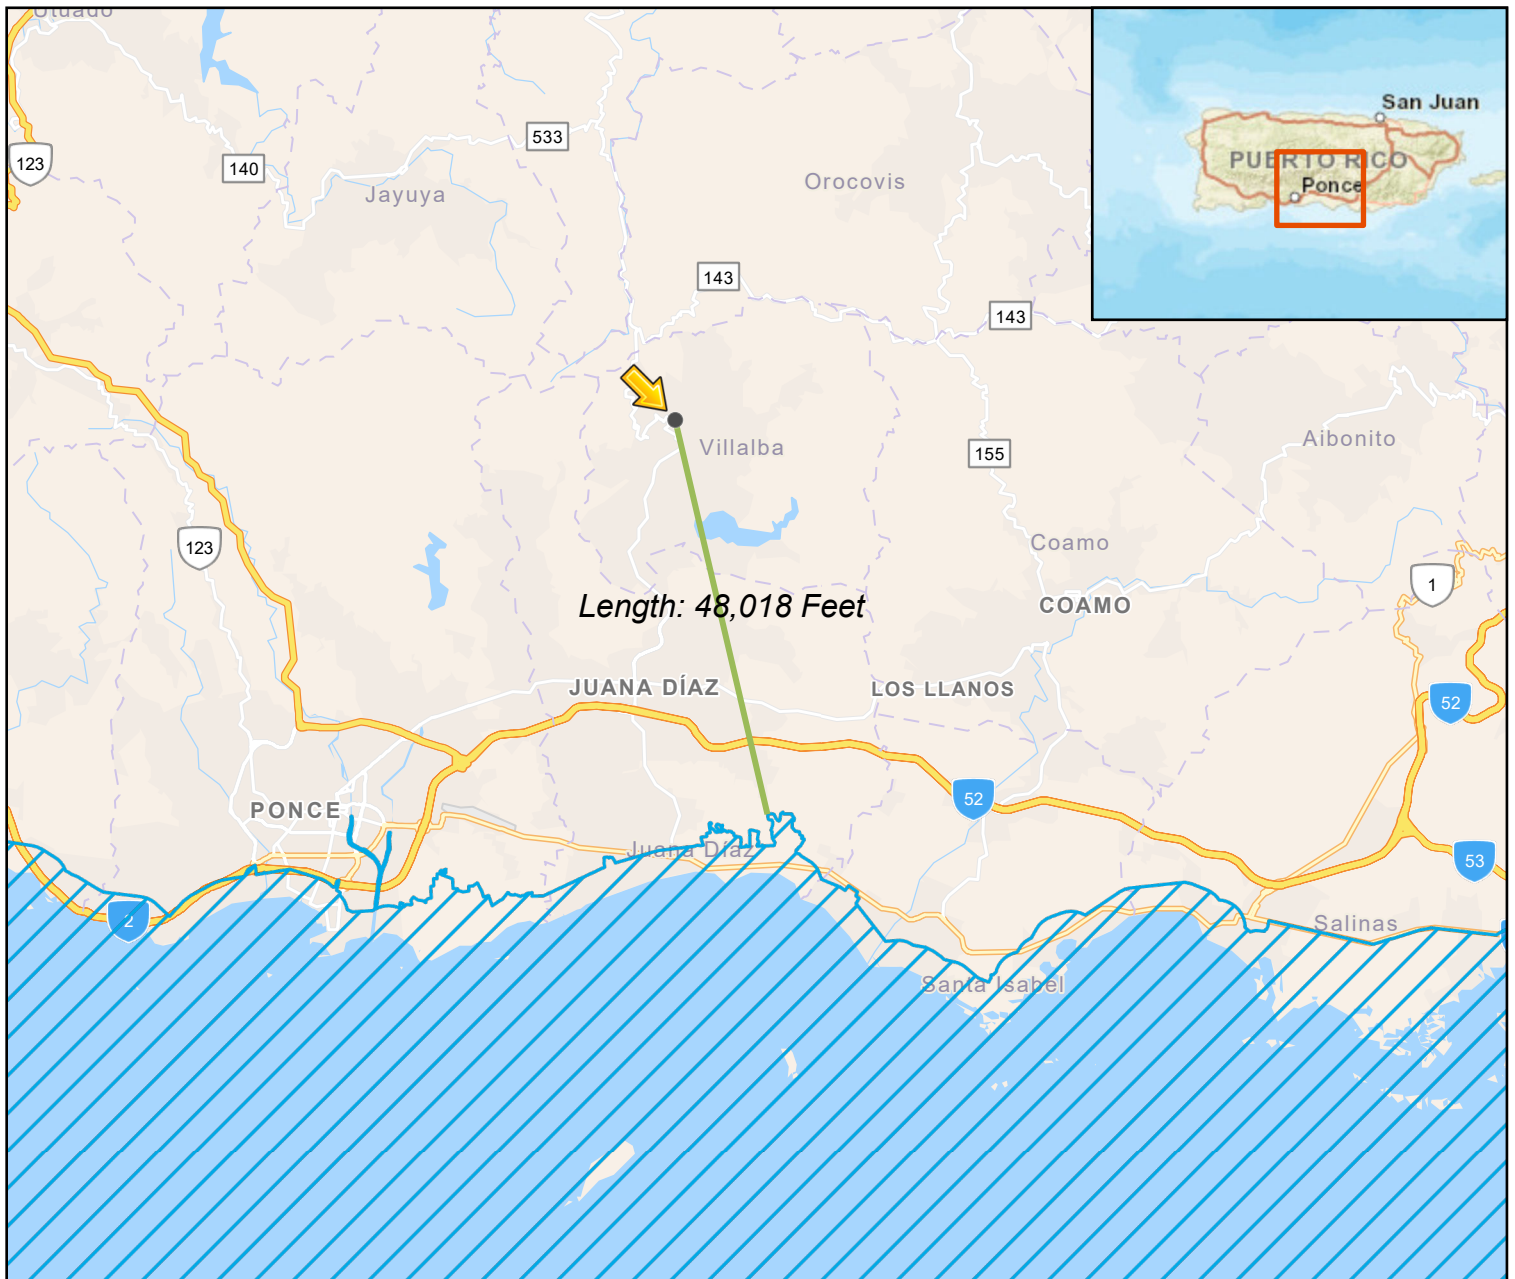 Utuado
San Juan
PUERTO RICO
Ponce
123
140
533
Jayuya
Orocovis
143
143
Villalba
155
Aibonito
123
Coamo
1
Length: 48,018 Feet
COAMO
JUANA DÍAZ
LOS LLANOS
52
PONCE
52
Juana Díaz
53
2
Salinas
Santa Isabel